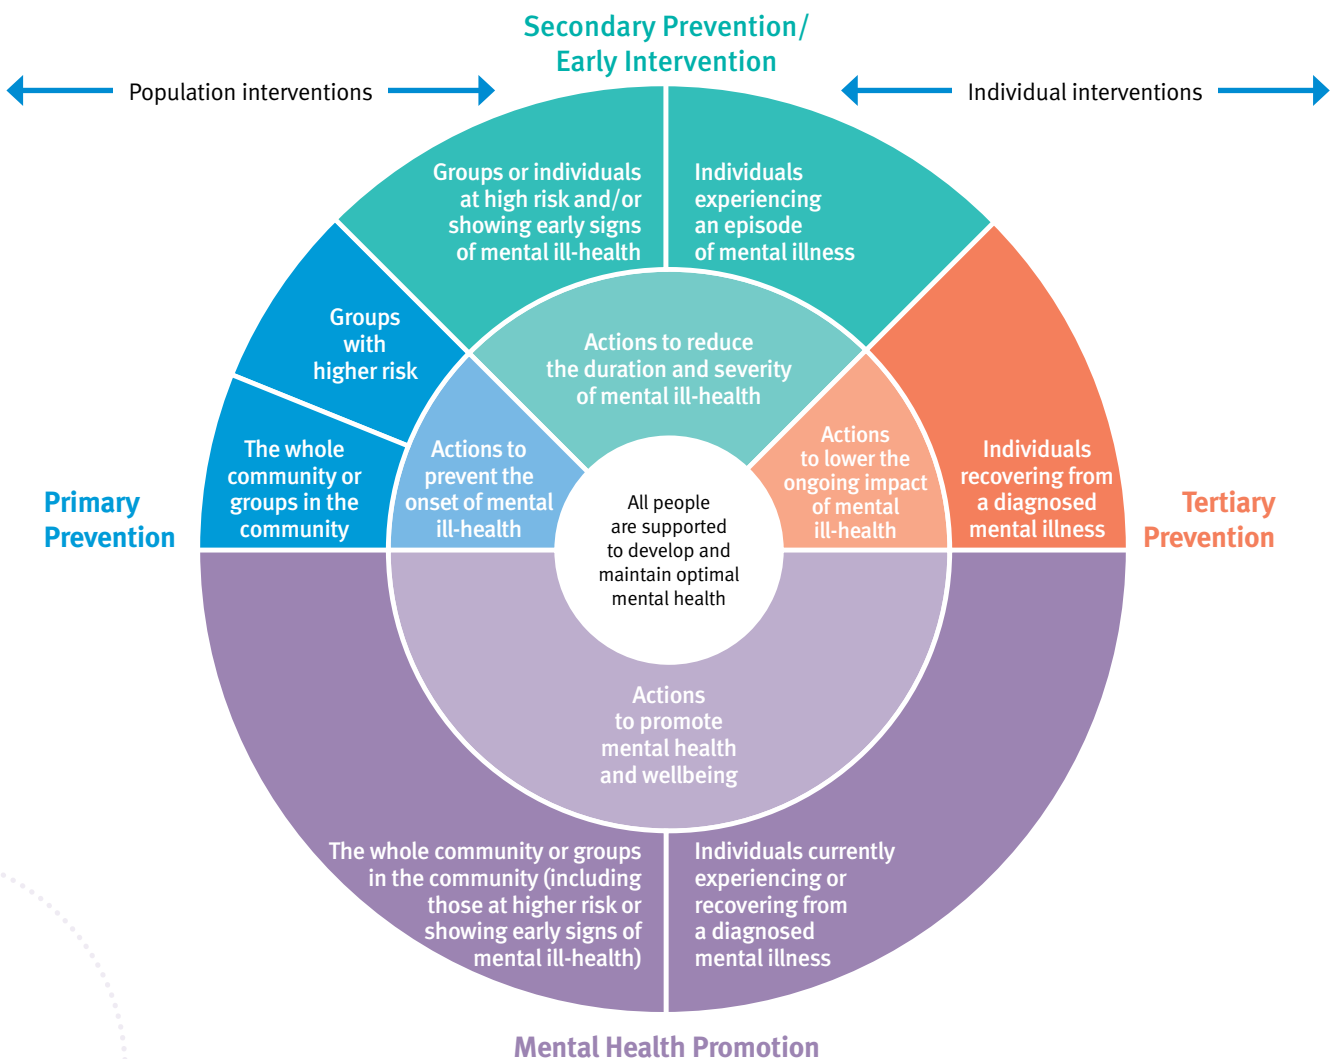 Secondary Prevention/
Early Intervention
Population interventions
Individual interventions
Groups or individuals
at high risk and/or
showing early signs
of mental ill-health
Individuals
experiencing
an episode
of mental illness
Groups
with
higher risk
Actions to reduce
the duration and severity
of mental ill-health
The whole
community or
groups in the
community
Actions to
prevent the
onset of mental
ill-health
Actions
to lower the
ongoing impact
of mental
ill-health
Individuals
recovering from
a diagnosed
mental illness
Primary
Prevention
All people
are supported
to develop and
maintain optimal
mental health
Tertiary
Prevention
Actions
to promote
mental health
and wellbeing
The whole community or groups
in the community (including
those at higher risk or
showing early signs of
mental ill-health)
Individuals currently
experiencing or
recovering from
a diagnosed
mental illness
Mental Health Promotion